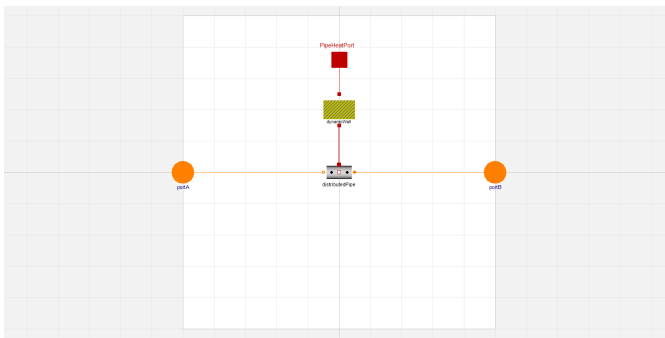 PipeHeatPort
dynamicWall
portA
distributedPipe
portB